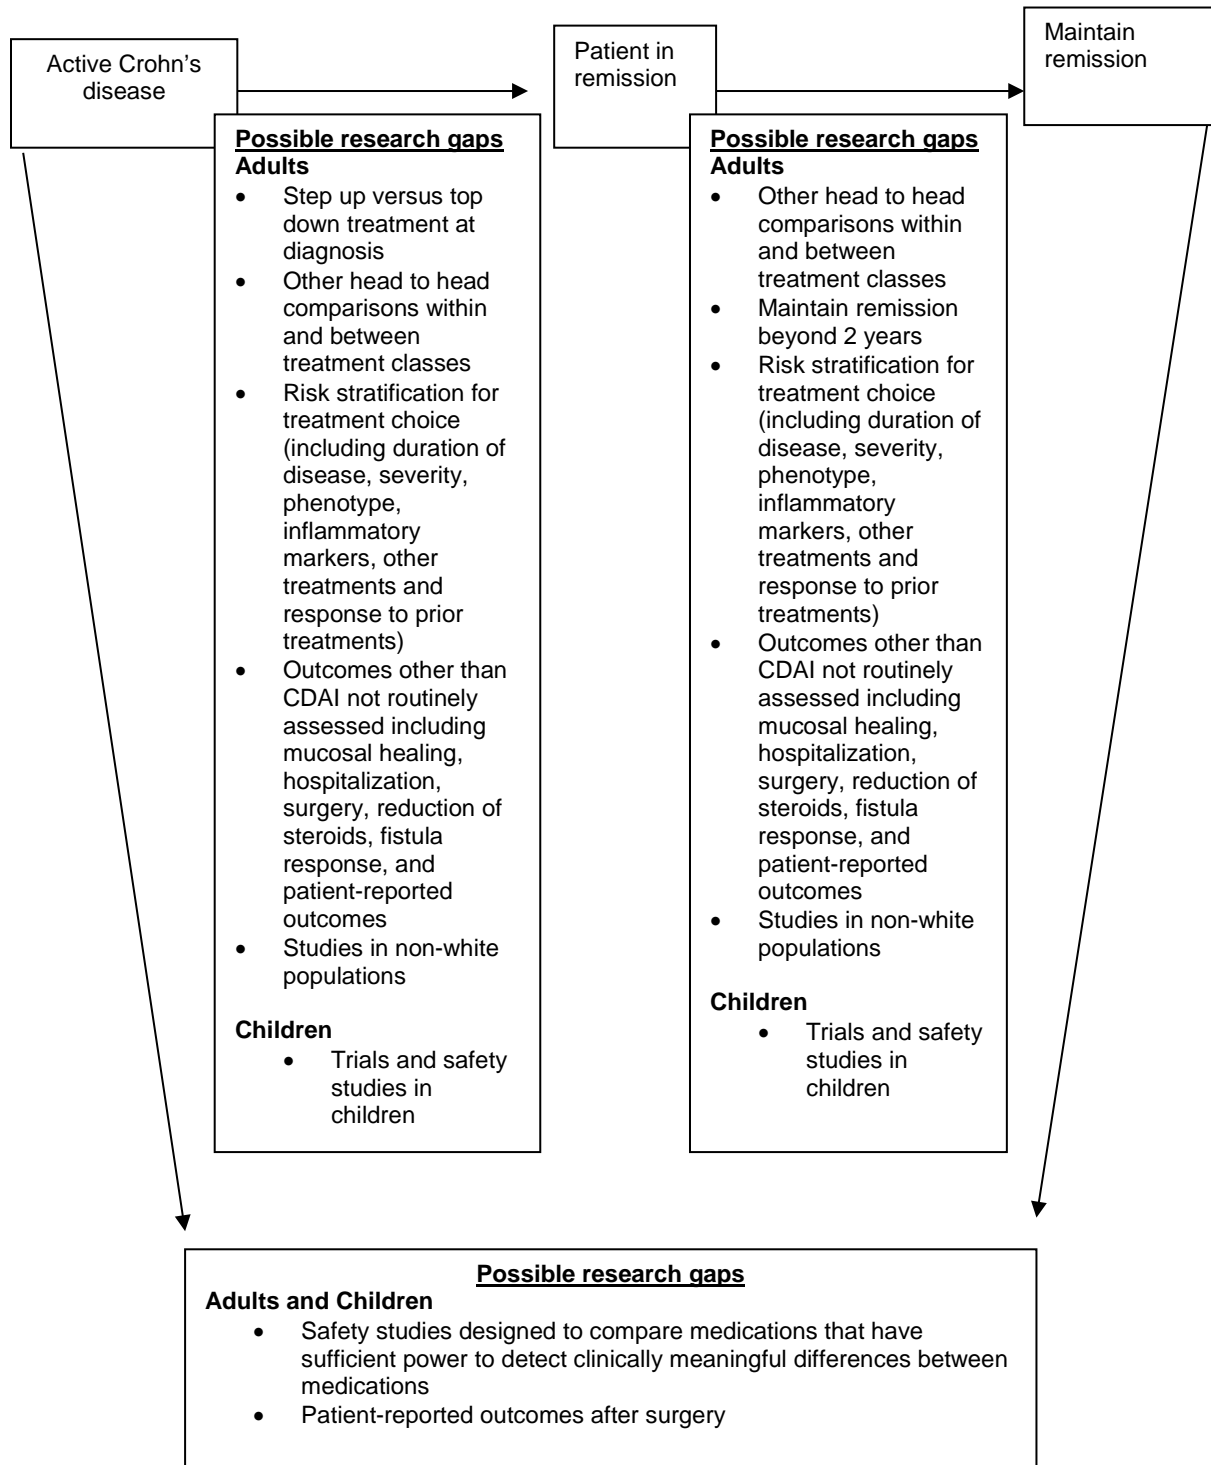 Active Crohn’s
disease
Patient in
remission
Maintain
remission
Possible research gaps
Adults
• Step up versus top
down treatment at
diagnosis
• Other head to head
comparisons within
and between
treatment classes
• Risk stratification for
treatment choice
(including duration of
disease, severity,
phenotype,
inflammatory
markers, other
treatments and
response to prior
treatments)
• Outcomes other than
CDAI not routinely
assessed including
mucosal healing,
hospitalization,
surgery, reduction of
steroids, fistula
response, and
patient-reported
outcomes
• Studies in non-white
populations
Children
• Trials and safety
studies in
children
Possible research gaps
Adults
• Other head to head
comparisons within
and between
treatment classes
• Maintain remission
beyond 2 years
• Risk stratification for
treatment choice
(including duration of
disease, severity,
phenotype,
inflammatory
markers, other
treatments and
response to prior
treatments)
• Outcomes other than
CDAI not routinely
assessed including
mucosal healing,
hospitalization,
surgery, reduction of
steroids, fistula
response, and
patient-reported
outcomes
• Studies in non-white
populations
Children
• Trials and safety
studies in
children
Possible research gaps
Adults and Children
• Safety studies designed to compare medications that have
sufficient power to detect clinically meaningful differences between
medications
• Patient-reported outcomes after surgery